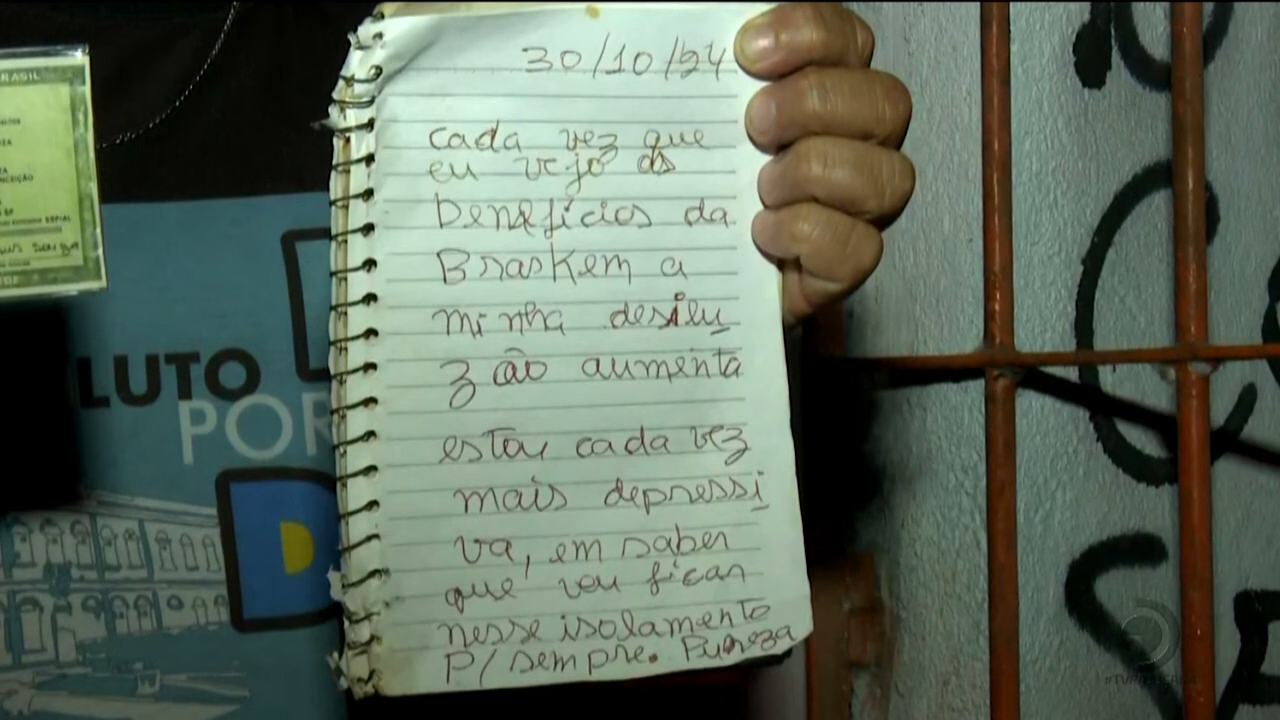 30/10/24
cada vez que
eu vejo os
benefícios da
Braskem a
minha desilu
zão aumenta
estou cada vez
mais depressi
va, em saber
que vou ficar
nesse isolamento
P/ sempre. Pureza
BRASIL
LUTO
POR